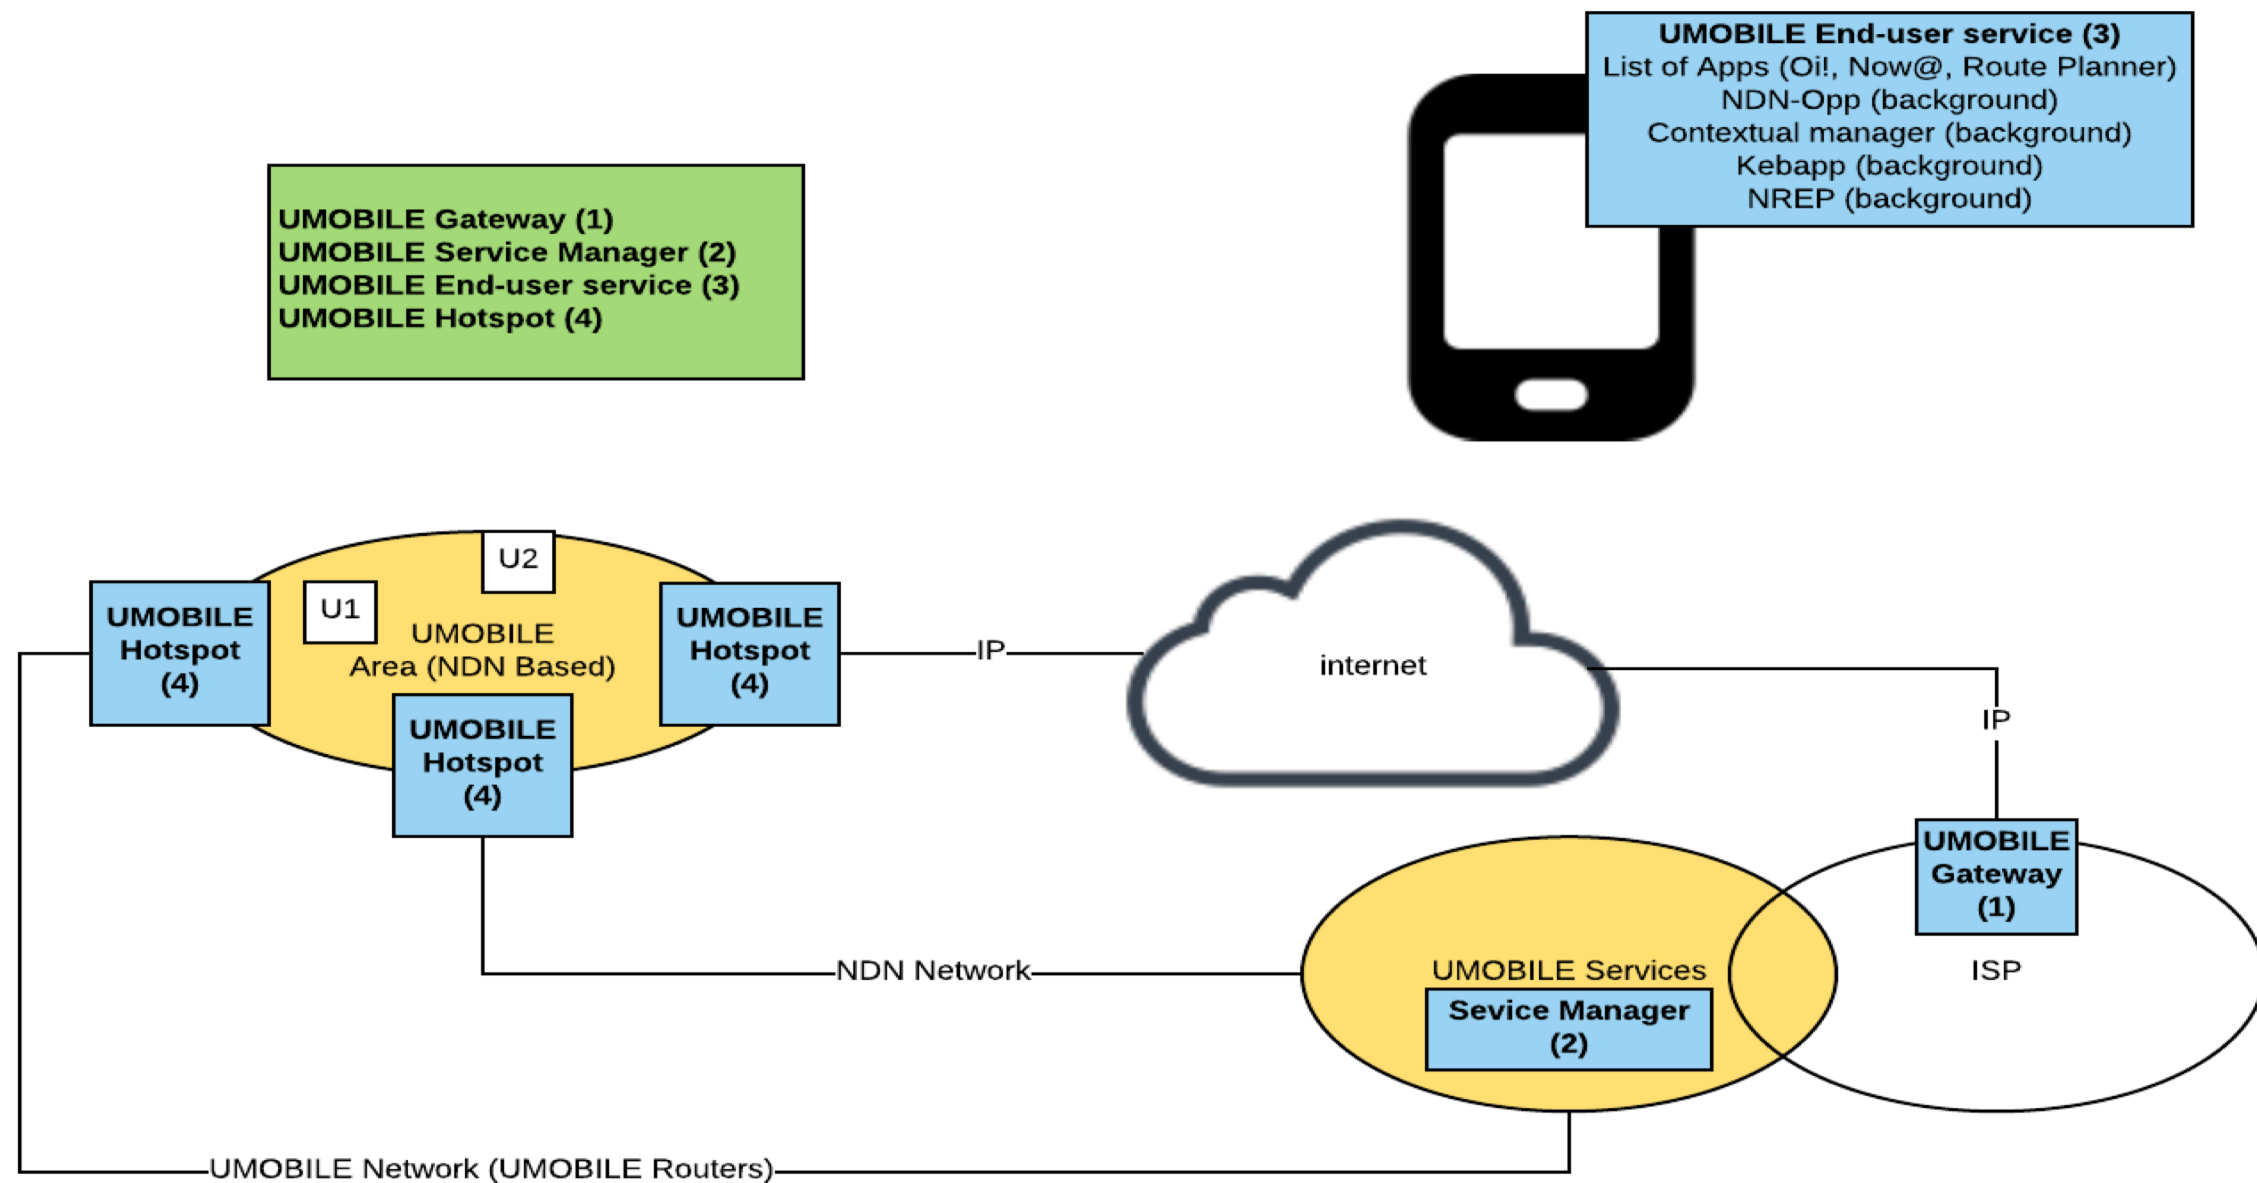 UMOBILE End-user service (3)
List of Apps (Oi!, Now@, Route Planner)
NDN-Opp (background)
Contextual manager (background)
Kebapp (background)
NREP (background)
UMOBILE Gateway (1)
UMOBILE Service Manager (2)
UMOBILE End-user service (3)
UMOBILE Hotspot (4)
U2
U1
UMOBILE
Hotspot
(4)
UMOBILE
Area (NDN Based)
UMOBILE
Hotspot
(4)
UMOBILE
Hotspot
(4)
IP
internet
IP
UMOBILE
Gateway
(1)
ISP
NDN Network
UMOBILE Services
Sevice Manager
(2)
UMOBILE Network (UMOBILE Routers)